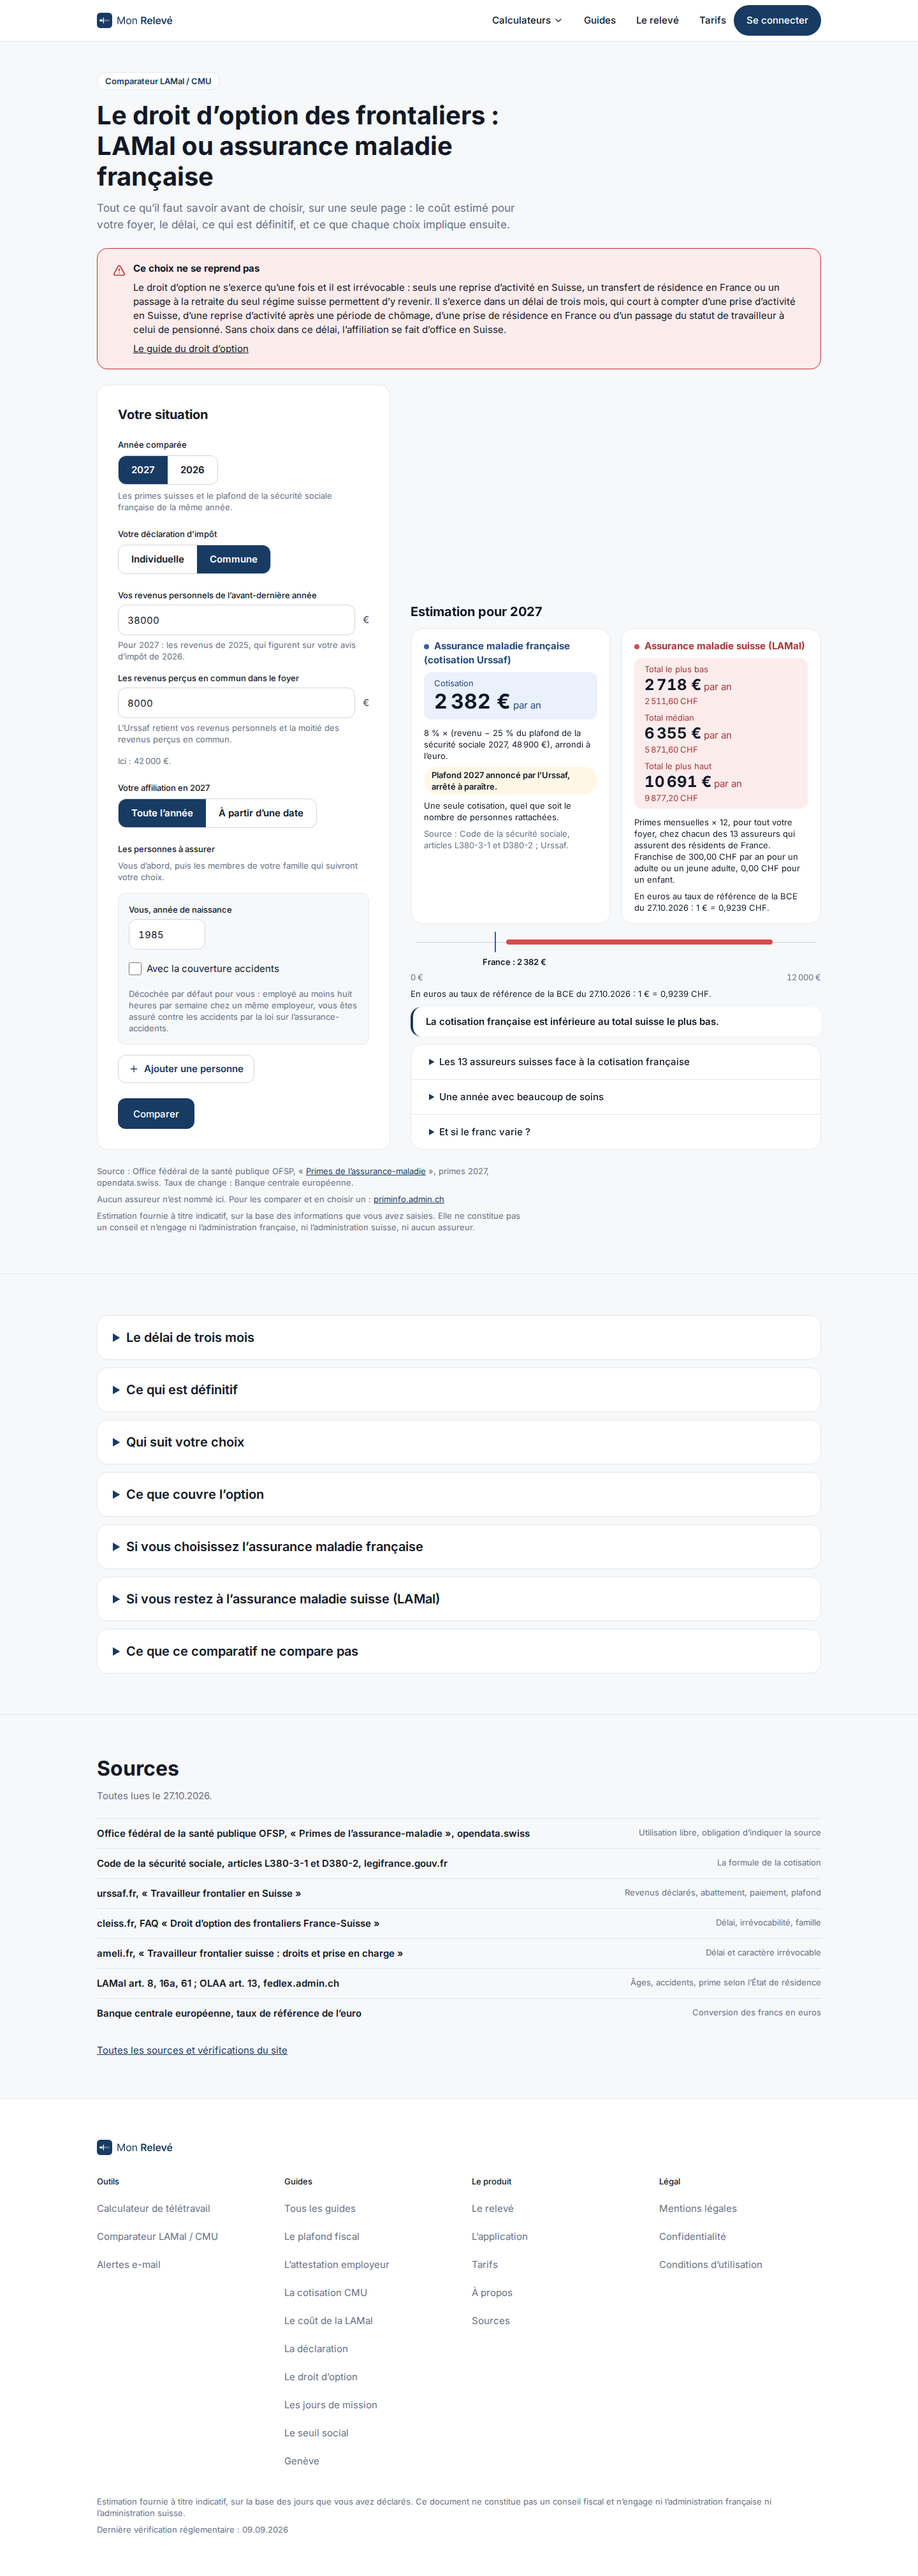 Mon Relevé
Calculateurs
Guides
Le relevé
Tarifs
Se connecter
Comparateur LAMal / CMU
Le droit d’option des frontaliers :
LAMal ou assurance maladie
française
Tout ce qu’il faut savoir avant de choisir, sur une seule page : le coût estimé pour
votre foyer, le délai, ce qui est définitif, et ce que chaque choix implique ensuite.
Ce choix ne se reprend pas
Le droit d’option ne s’exerce qu’une fois et il est irrévocable : seuls une reprise d’activité en Suisse, un transfert de résidence en France ou un
passage à la retraite du seul régime suisse permettent d’y revenir. Il s’exerce dans un délai de trois mois, qui court à compter d’une prise d’activité
en Suisse, d’une reprise d’activité après une période de chômage, d’une prise de résidence en France ou d’un passage du statut de travailleur à
celui de pensionné. Sans choix dans ce délai, l’affiliation se fait d’office en Suisse.
Le guide du droit d’option
Votre situation
Année comparée
2027
2026
Les primes suisses et le plafond de la sécurité sociale
française de la même année.
Votre déclaration d’impôt
Individuelle
Commune
Vos revenus personnels de l’avant-dernière année
38000
€
Pour 2027 : les revenus de 2025, qui figurent sur votre avis
d’impôt de 2026.
Les revenus perçus en commun dans le foyer
8000
€
L’Urssaf retient vos revenus personnels et la moitié des
revenus perçus en commun.
Ici : 42 000 €.
Votre affiliation en 2027
Toute l’année
À partir d’une date
Les personnes à assurer
Vous d’abord, puis les membres de votre famille qui suivront
votre choix.
Vous, année de naissance
1985
Avec la couverture accidents
Décochée par défaut pour vous : employé au moins huit
heures par semaine chez un même employeur, vous êtes
assuré contre les accidents par la loi sur l’assurance-
accidents.
Ajouter une personne
Comparer
Estimation pour 2027
Assurance maladie française
(cotisation Urssaf)
Cotisation
2 382 € par an
8 % × (revenu − 25 % du plafond de la
sécurité sociale 2027, 48 900 €), arrondi à
l’euro.
Plafond 2027 annoncé par l’Urssaf,
arrêté à paraître.
Une seule cotisation, quel que soit le
nombre de personnes rattachées.
Source : Code de la sécurité sociale,
articles L380-3-1 et D380-2 ; Urssaf.
Assurance maladie suisse (LAMal)
Total le plus bas
2 718 € par an
2 511,60 CHF
Total médian
6 355 € par an
5 871,60 CHF
Total le plus haut
10 691 € par an
9 877,20 CHF
Primes mensuelles × 12, pour tout votre
foyer, chez chacun des 13 assureurs qui
assurent des résidents de France.
Franchise de 300,00 CHF par an pour un
adulte ou un jeune adulte, 0,00 CHF pour
un enfant.
En euros au taux de référence de la BCE
du 27.10.2026 : 1 € = 0,9239 CHF.
France : 2 382 €
0 €
12 000 €
En euros au taux de référence de la BCE du 27.10.2026 : 1 € = 0,9239 CHF.
La cotisation française est inférieure au total suisse le plus bas.
Les 13 assureurs suisses face à la cotisation française
Une année avec beaucoup de soins
Et si le franc varie ?
Source : Office fédéral de la santé publique OFSP, « Primes de l’assurance-maladie », primes 2027,
opendata.swiss. Taux de change : Banque centrale européenne.
Aucun assureur n’est nommé ici. Pour les comparer et en choisir un : priminfo.admin.ch
Estimation fournie à titre indicatif, sur la base des informations que vous avez saisies. Elle ne constitue pas
un conseil et n’engage ni l’administration française, ni l’administration suisse, ni aucun assureur.
Le délai de trois mois
Ce qui est définitif
Qui suit votre choix
Ce que couvre l’option
Si vous choisissez l’assurance maladie française
Si vous restez à l’assurance maladie suisse (LAMal)
Ce que ce comparatif ne compare pas
Sources
Toutes lues le 27.10.2026.
Office fédéral de la santé publique OFSP, « Primes de l’assurance-maladie », opendata.swiss
Utilisation libre, obligation d’indiquer la source
Code de la sécurité sociale, articles L380-3-1 et D380-2, legifrance.gouv.fr
La formule de la cotisation
urssaf.fr, « Travailleur frontalier en Suisse »
Revenus déclarés, abattement, paiement, plafond
cleiss.fr, FAQ « Droit d’option des frontaliers France-Suisse »
Délai, irrévocabilité, famille
ameli.fr, « Travailleur frontalier suisse : droits et prise en charge »
Délai et caractère irrévocable
LAMal art. 8, 16a, 61 ; OLAA art. 13, fedlex.admin.ch
Âges, accidents, prime selon l’État de résidence
Banque centrale européenne, taux de référence de l’euro
Conversion des francs en euros
Toutes les sources et vérifications du site
Mon Relevé
Outils
Calculateur de télétravail
Comparateur LAMal / CMU
Alertes e-mail
Guides
Tous les guides
Le plafond fiscal
L’attestation employeur
La cotisation CMU
Le coût de la LAMal
La déclaration
Le droit d’option
Les jours de mission
Le seuil social
Genève
Le produit
Le relevé
L’application
Tarifs
À propos
Sources
Légal
Mentions légales
Confidentialité
Conditions d’utilisation
Estimation fournie à titre indicatif, sur la base des jours que vous avez déclarés. Ce document ne constitue pas un conseil fiscal et n’engage ni l’administration française ni
l’administration suisse.
Dernière vérification réglementaire : 09.09.2026